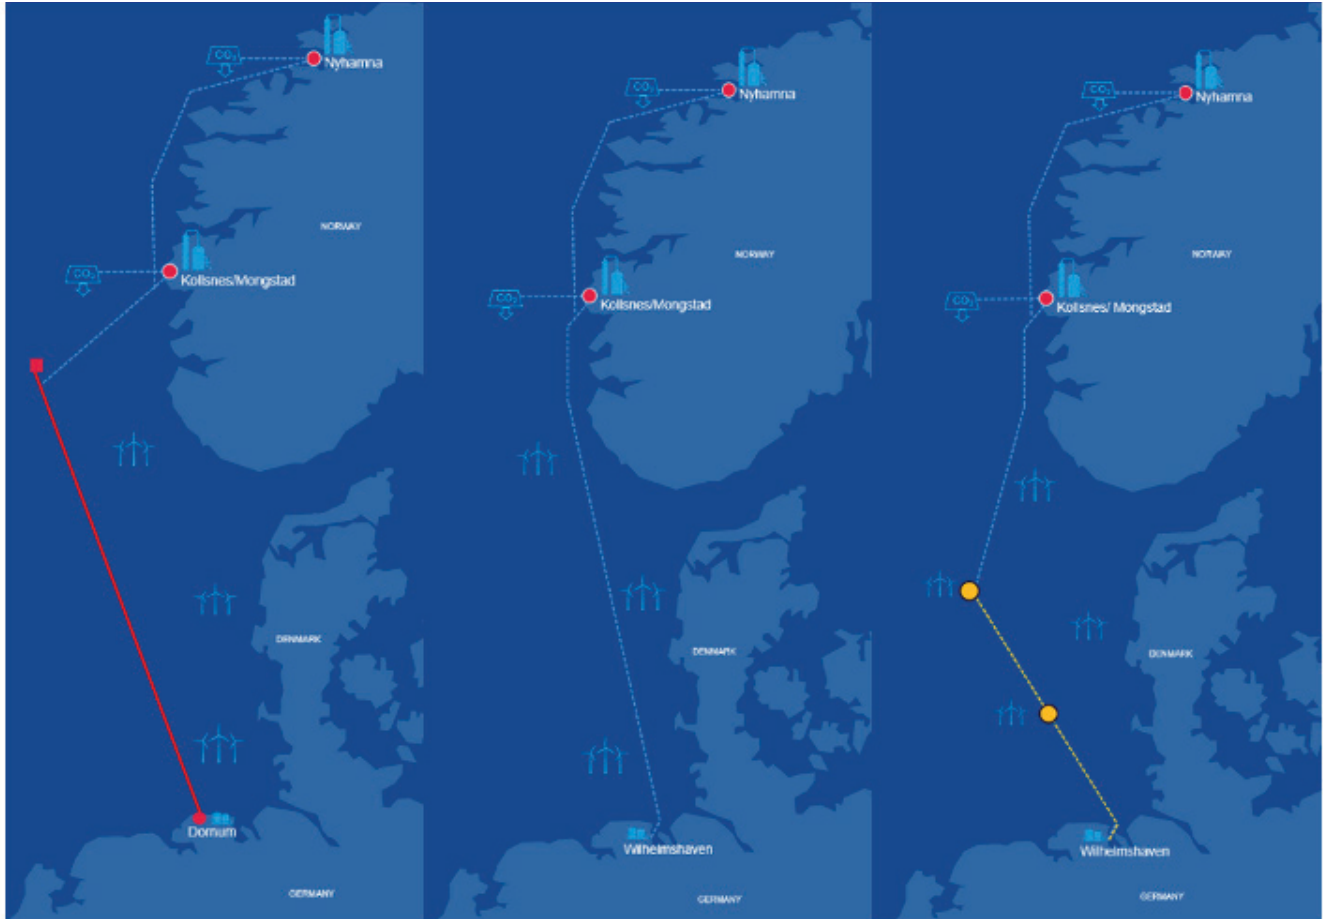 CO₂
Nyhamna
NORWAY
CO₂
Kollsnes/Mongstad
DENMARK
Dornum
GERMANY
CO₂
Nyhamna
NORWAY
CO₂
Kollsnes/Mongstad
DENMARK
Wilhelmshaven
GERMANY
CO₂
Nyhamna
NORWAY
CO₂
Kollsnes/ Mongstad
DENMARK
Wilhelmshaven
GERMANY